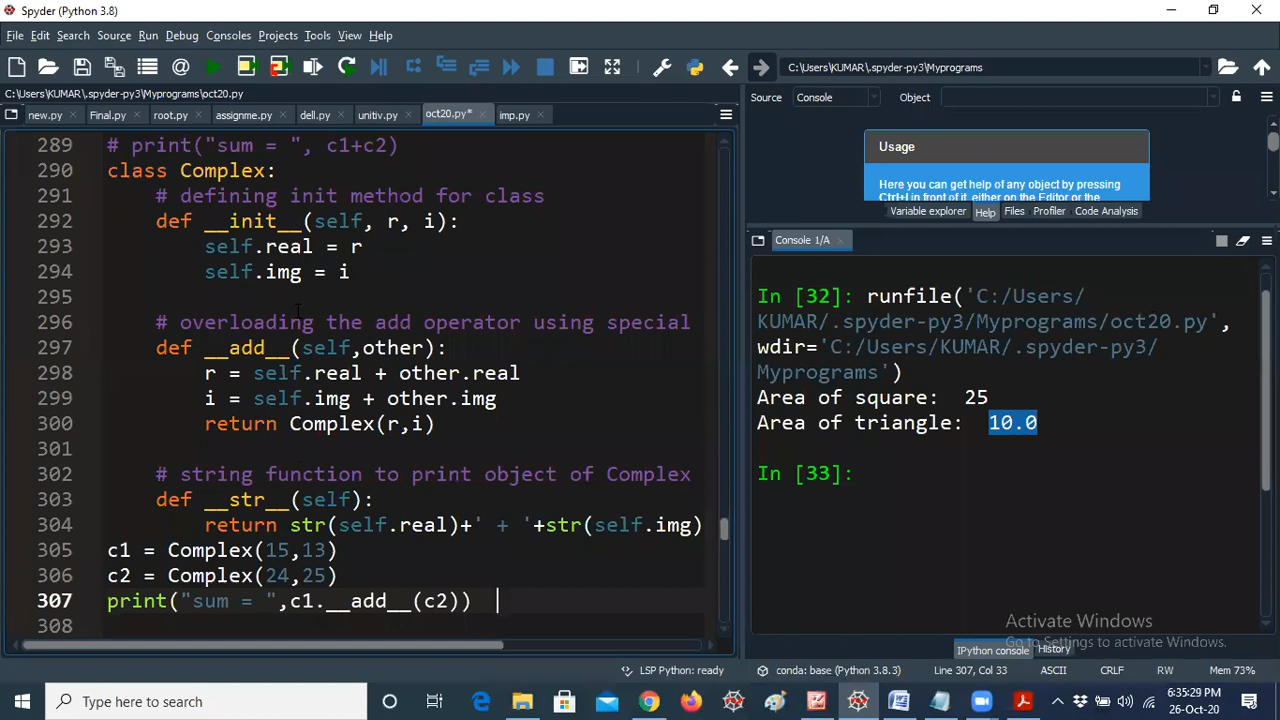 Spyder (Python 3.8)
File Edit Search Source Run Debug Consoles Projects Tools View Help
C:\Users\KUMAR\.spyder-py3\Myprograms
C:\Users\KUMAR\.spyder-py3\Myprograms\oct20.py
new.py Final.py root.py assignme.py dell.py unitiv.py oct20.py* imp.py
289 # print("sum = ", c1+c2)
290 class Complex:
291 # defining init method for class
292 def __init__(self, r, i):
293 self.real = r
294 self.img = i
295
296 # overloading the add operator using special
297 def __add__(self,other):
298 r = self.real + other.real
299 i = self.img + other.img
300 return Complex(r,i)
301
302 # string function to print object of Complex
303 def __str__(self):
304 return str(self.real)+' + '+str(self.img)
305 c1 = Complex(15,13)
306 c2 = Complex(24,25)
307 print("sum = ",c1.__add__(c2))
308
Source Console Object
Usage
Here you can get help of any object by pressing
Ctrl+I in front of it, either on the Editor or the
Variable explorer Help Files Profiler Code Analysis
Console 1/A
In [32]: runfile('C:/Users/
KUMAR/.spyder-py3/Myprograms/oct20.py',
wdir='C:/Users/KUMAR/.spyder-py3/
Myprograms')
Area of square: 25
Area of triangle: 10.0
In [33]:
Activate Windows
Go to Settings to activate Windows.
IPython console History
LSP Python: ready conda: base (Python 3.8.3) Line 307, Col 33 ASCII CRLF RW Mem 73%
Type here to search
6:35:29 PM
26-Oct-20